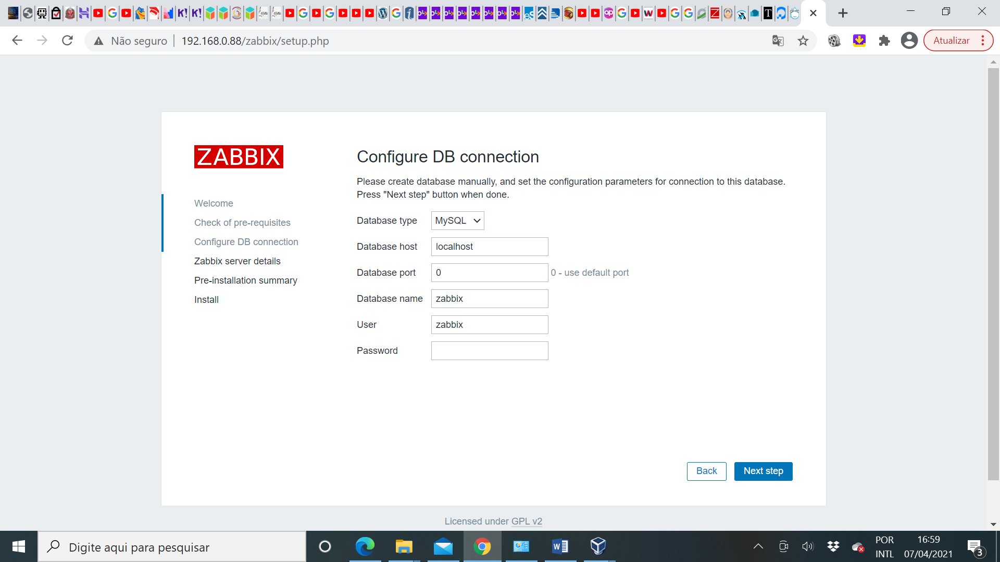 Não seguro
192.168.0.88/zabbix/setup.php
Atualizar
ZABBIX
Welcome
Check of pre-requisites
Configure DB connection
Zabbix server details
Pre-installation summary
Install
Configure DB connection
Please create database manually, and set the configuration parameters for connection to this database.
Press "Next step" button when done.
Database type MySQL
Database host localhost
Database port 0 0 - use default port
Database name zabbix
User zabbix
Password
Back Next step
Licensed under GPL v2
Digite aqui para pesquisar
POR
INTL
16:59
07/04/2021
3